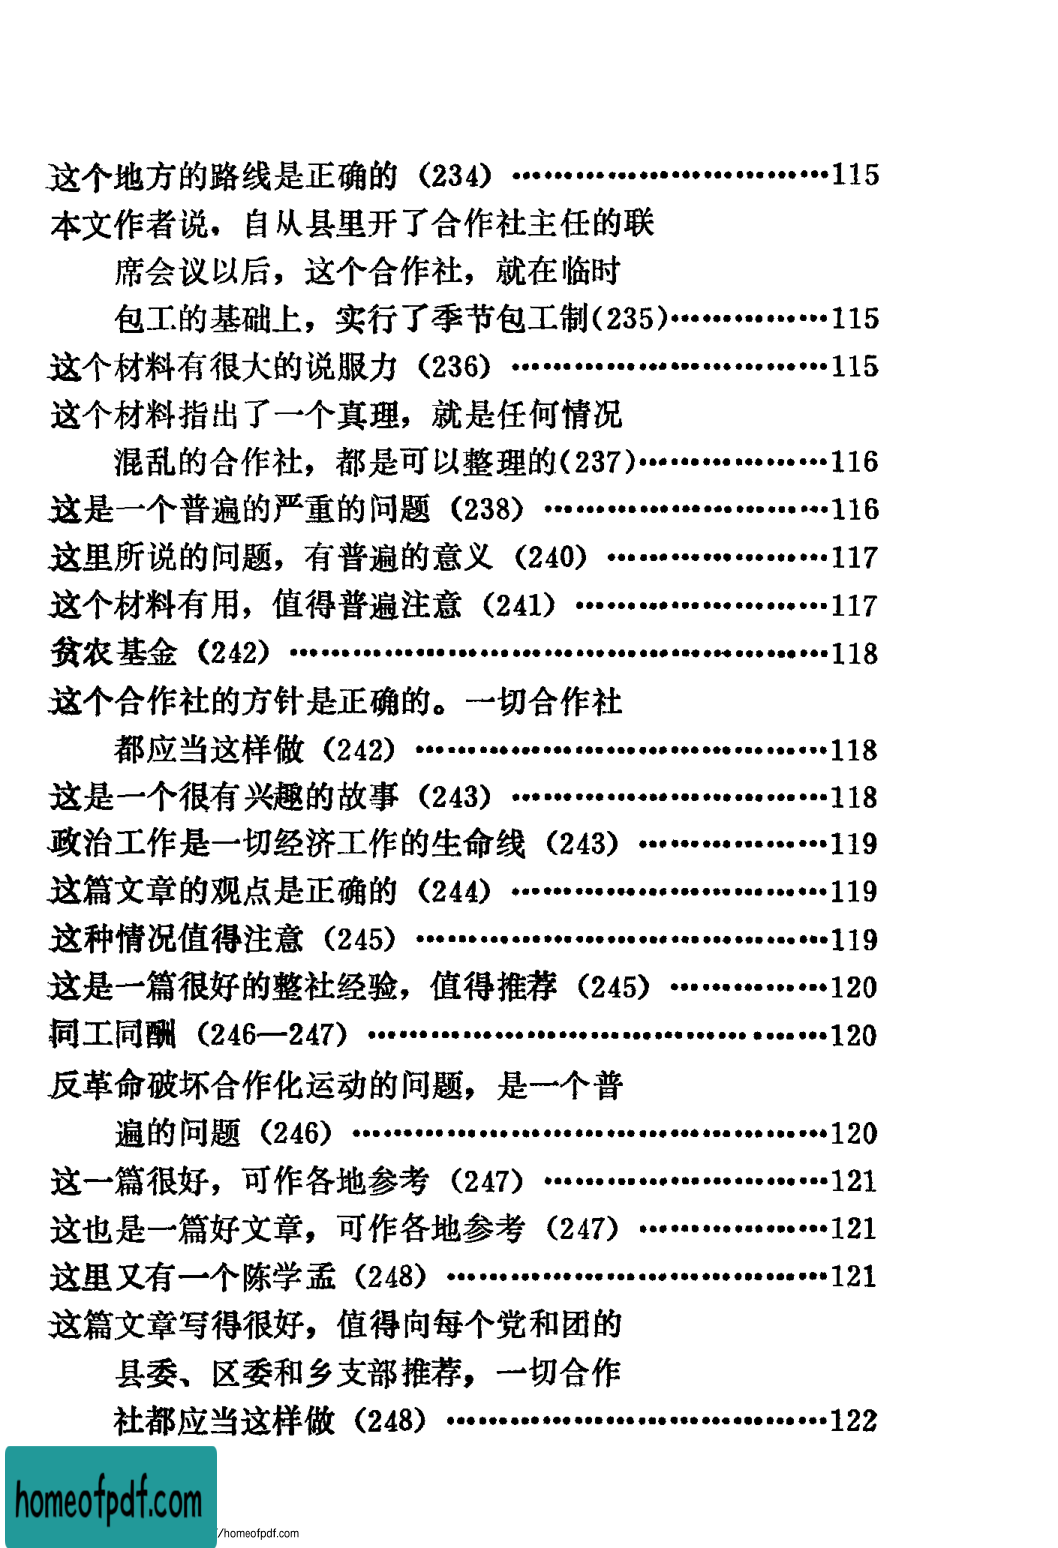 这个地方的路线是正确的（234）……………………………115
本文作者说，自从县里开了合作社主任的联
席会议以后，这个合作社，就在临时
包工的基础上，实行了季节包工制(235)……………115
这个材料有很大的说服力（236）……………………………115
这个材料指出了一个真理，就是任何情况
混乱的合作社，都是可以整理的(237)………………116
这是一个普遍的严重的问题（238）………………………116
这里所说的问题，有普遍的意义（240）…………………117
这个材料有用，值得普遍注意（241）……………………117
贫农基金（242）………………………………………………118
这个合作社的方针是正确的。一切合作社
都应当这样做（242）……………………………………118
这是一个很有兴趣的故事（243）…………………………118
政治工作是一切经济工作的生命线（243）………………119
这篇文章的观点是正确的（244）…………………………119
这种情况值得注意（245）……………………………………119
这是一篇很好的整社经验，值得推荐（245）……………120
同工同酬（246—247）………………………………………120
反革命破坏合作化运动的问题，是一个普
遍的问题（246）…………………………………………120
这一篇很好，可作各地参考（247）………………………121
这也是一篇好文章，可作各地参考（247）………………121
这里又有一个陈学孟（248）…………………………………121
这篇文章写得很好，值得向每个党和团的
县委、区委和乡支部推荐，一切合作
社都应当这样做（248）…………………………………122
homeofpdf.com
/homeofpdf.com